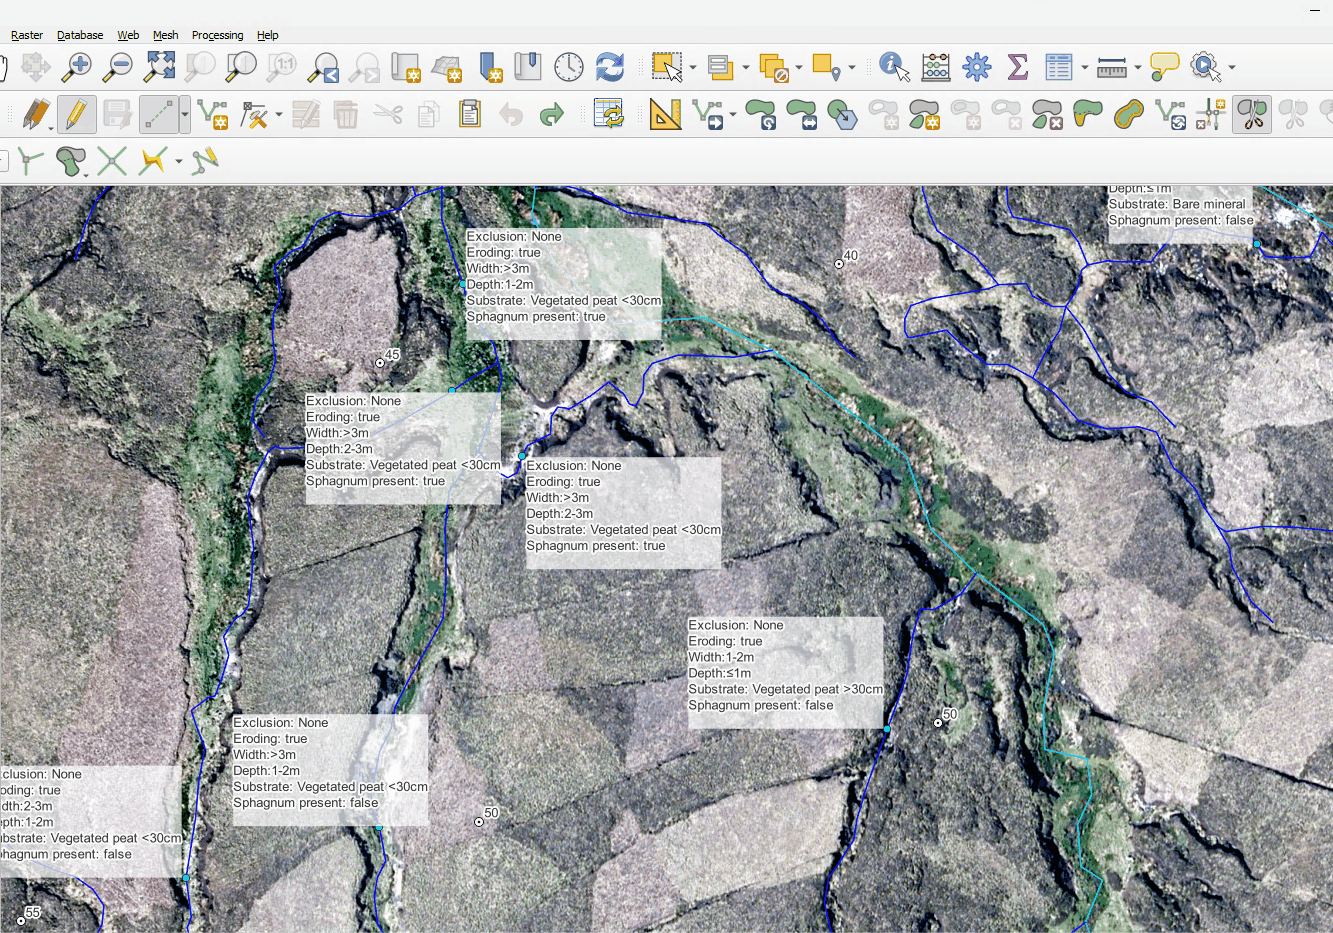 Raster Database Web Mesh Processing Help
1:1
Depth:≤1m
Substrate: Bare mineral
Sphagnum present: false
Exclusion: None
Eroding: true
Width:>3m
Depth:1-2m
Substrate: Vegetated peat <30cm
Sphagnum present: true
40
45
Exclusion: None
Eroding: true
Width:>3m
Depth:2-3m
Substrate: Vegetated peat <30cm
Sphagnum present: true
Exclusion: None
Eroding: true
Width:>3m
Depth:2-3m
Substrate: Vegetated peat <30cm
Sphagnum present: true
Exclusion: None
Eroding: true
Width:1-2m
Depth:≤1m
Substrate: Vegetated peat >30cm
Sphagnum present: false
50
Exclusion: None
Eroding: true
Width:>3m
Depth:1-2m
Substrate: Vegetated peat <30cm
Sphagnum present: false
clusion: None
oding: true
dth:2-3m
pth:1-2m
bstrate: Vegetated peat <30cm
hagnum present: false
50
55